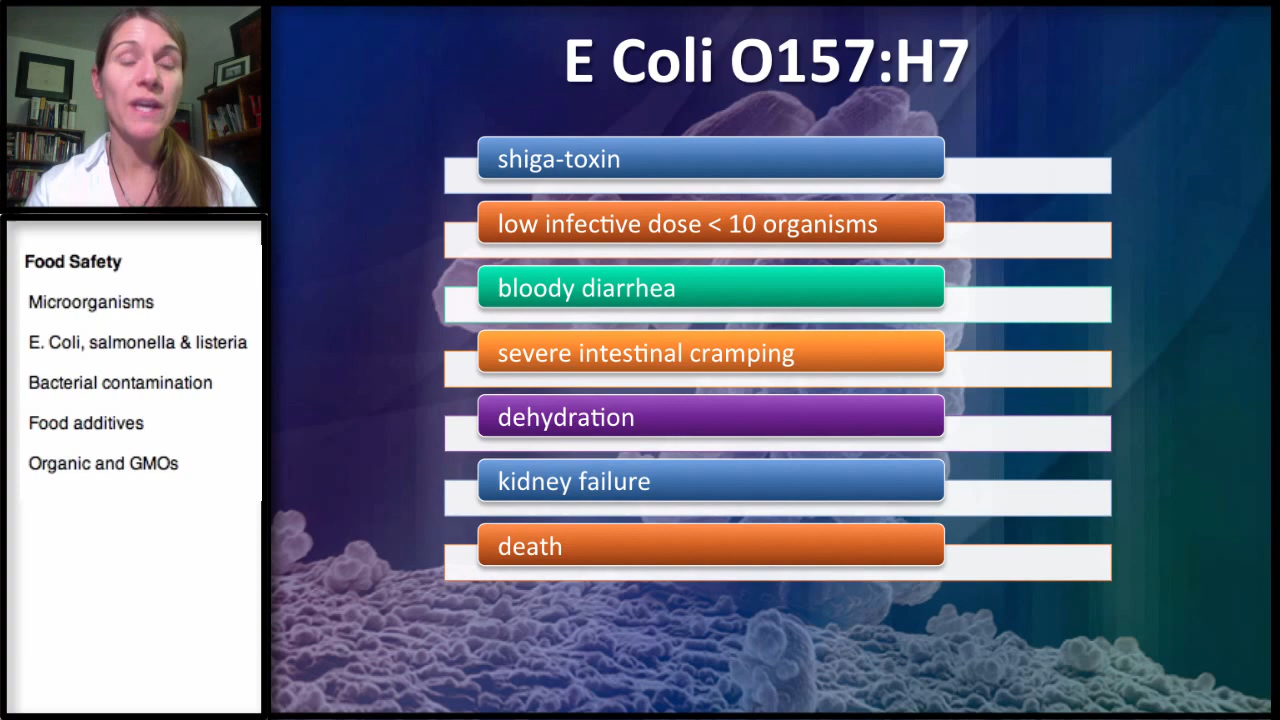 E Coli O157:H7
shiga-toxin
low infective dose < 10 organisms
bloody diarrhea
severe intestinal cramping
dehydration
kidney failure
death
Food Safety
Microorganisms
E. Coli, salmonella & listeria
Bacterial contamination
Food additives
Organic and GMOs